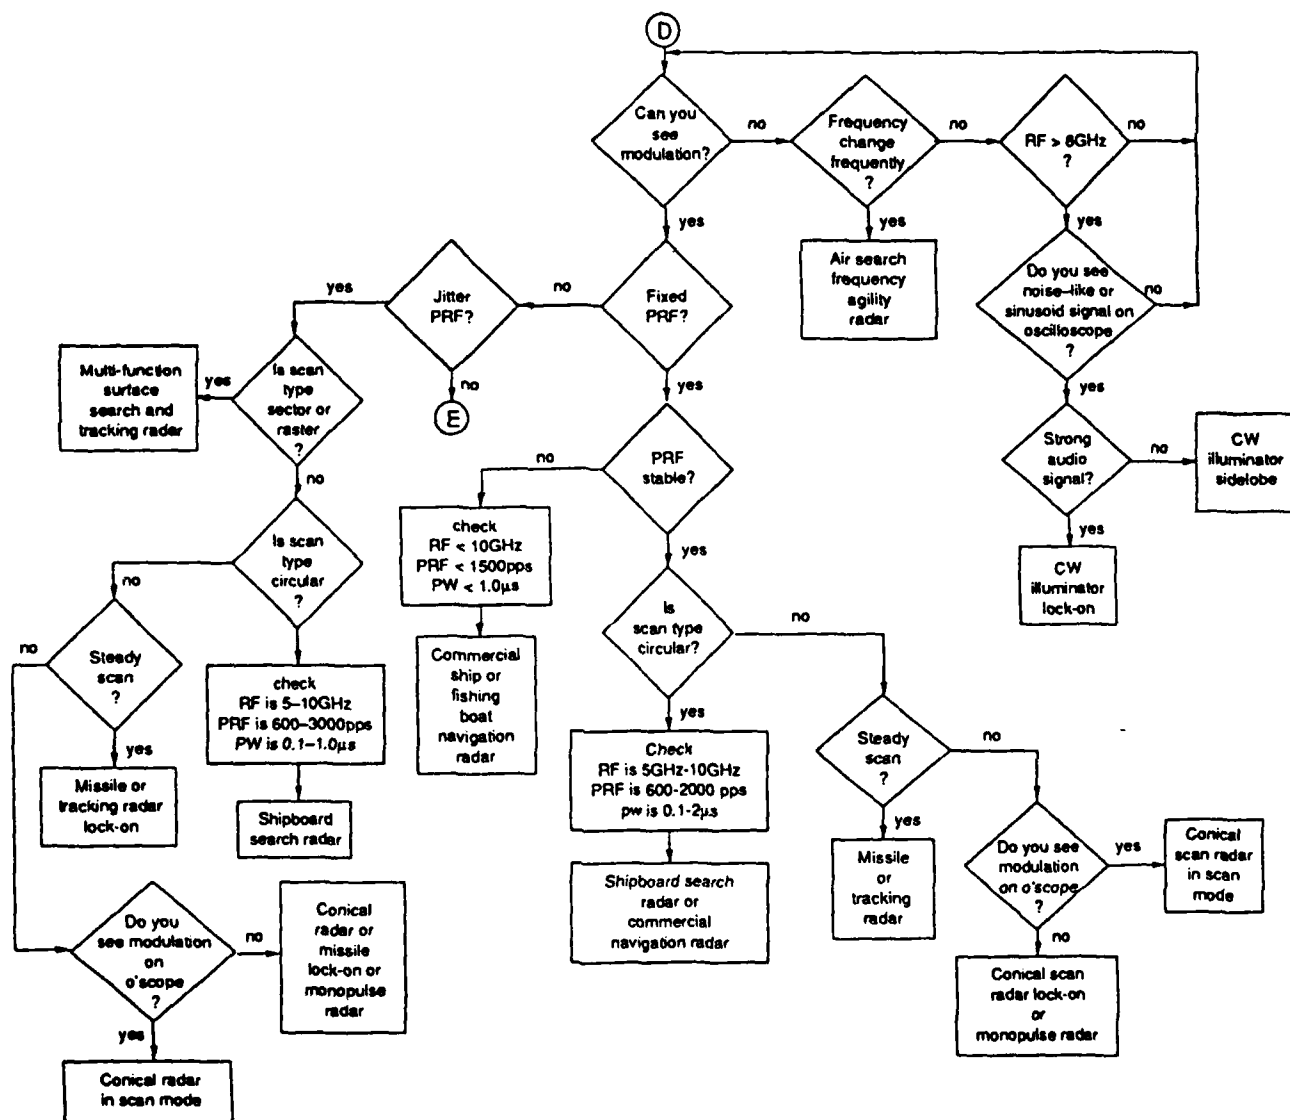 D
Can you
see
modulation?
no
Frequency
change
frequently
?
no
RF > 8GHz
?
no
yes
yes
yes
Air search
frequency
agility
radar
Do you see
noise-like or
sinusoid signal on
oscilloscope
?
no
yes
Jitter
PRF?
no
Fixed
PRF?
no
E
yes
Multi-function
surface
search and
tracking radar
yes
Is scan
type
sector or
raster
?
no
yes
Strong
audio
signal?
no
CW
illuminator
sidelobe
yes
CW
illuminator
lock-on
PRF
stable?
no
check
RF < 10GHz
PRF < 1500pps
PW < 1.0µs
Commercial
ship or
fishing
boat
navigation
radar
yes
Is scan
type
circular
?
no
Is
scan type
circular?
no
yes
Steady
scan
?
no
yes
Missile or
tracking radar
lock-on
check
RF is 5–10GHz
PRF is 600–3000pps
PW is 0.1–1.0µs
Shipboard
search radar
Check
RF is 5GHz-10GHz
PRF is 600-2000 pps
pw is 0.1-2µs
Shipboard search
radar or
commercial
navigation radar
Steady
scan
?
no
yes
Missile
or
tracking
radar
Do you see
modulation
on o'scope
?
yes
Conical
scan radar
in scan
mode
no
Conical scan
radar lock-on
or
monopulse radar
Do you
see modulation
on
o'scope
?
no
Conical
radar or
missile
lock-on or
monopulse
radar
yes
Conical radar
in scan mode